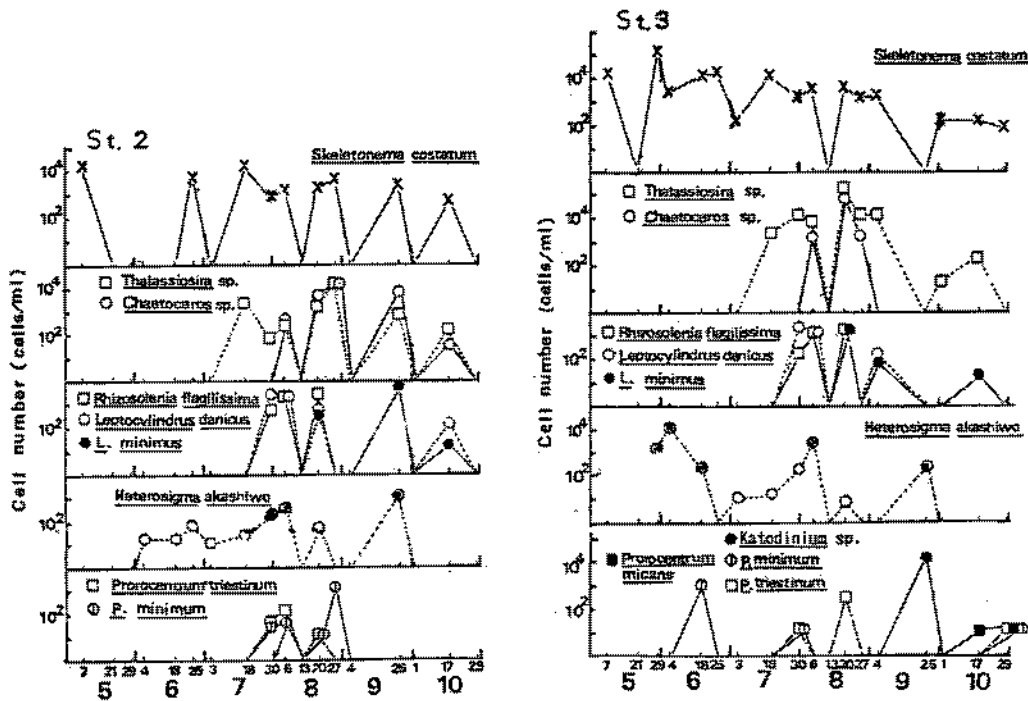 St. 2
Skeletonema costatum
10⁴
10²
Thalassiosira sp.
Chaetoceros sp.
10⁴
10²
Rhizosolenia flagilissima
Leptocylindrus danicus
L. minimus
10²
Heterosigma akashiwo
10²
Prorocentrum triestinum
P. minimum
10²
Cell number (cells/ml)
7 21 29 4 18 25 3 18 30 6 13 20 27 4 25 1 17 29
5 6 7 8 9 10
St. 3
Skeletonema costatum
10⁴
10²
Thalassiosira sp.
Chaetoceros sp.
10⁴
10²
Rhizosolenia flagilissima
Leptocylindrus danicus
L. minimus
10²
Heterosigma akashiwo
10⁴
10²
Katodinium sp.
Prorocentrum micans
P. minimum
P. triestinum
10⁴
10²
Cell number (cells/ml)
7 21 29 4 18 25 3 18 30 6 13 20 27 4 25 1 17 29
5 6 7 8 9 10